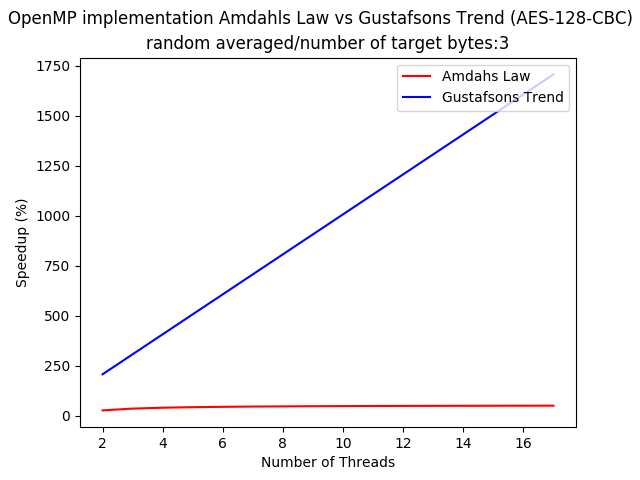 OpenMP implementation Amdahls Law vs Gustafsons Trend (AES-128-CBC)
random averaged/number of target bytes:3
Amdahs Law
Gustafsons Trend
1750
1500
1250
1000
750
500
250
0
Speedup (%)
2 4 6 8 10 12 14 16
Number of Threads